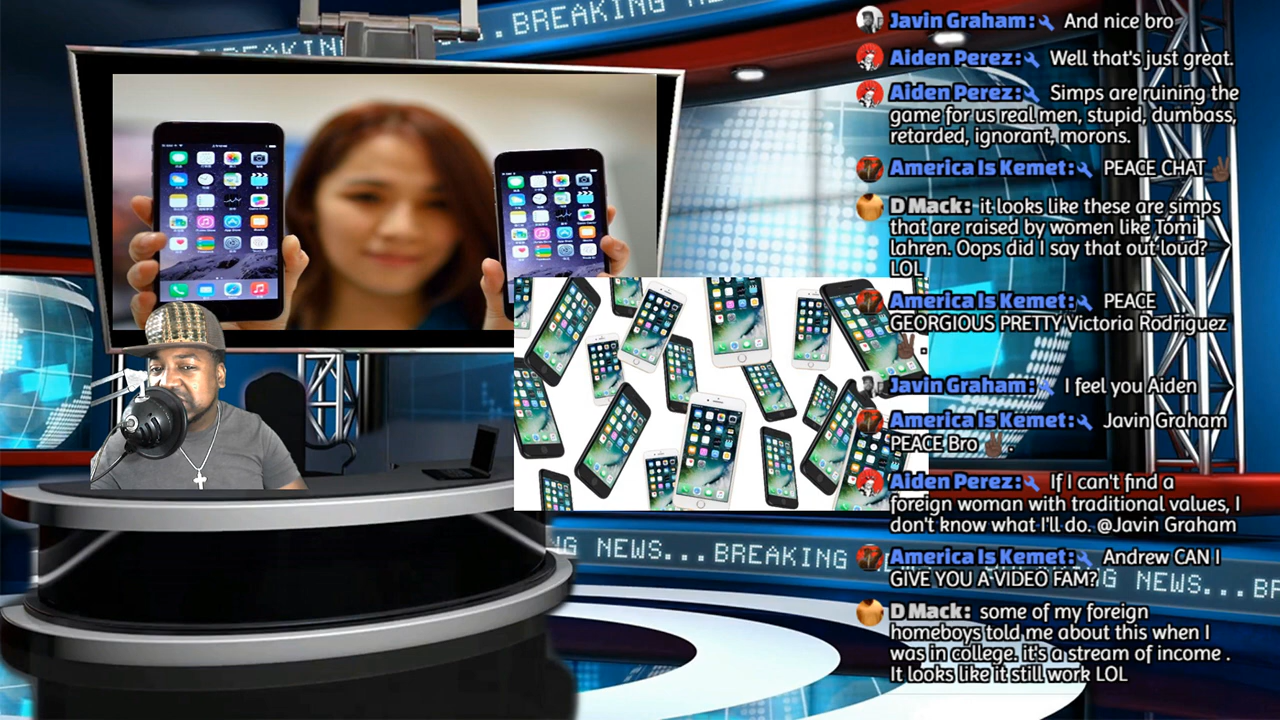 BREAKING NE
BREAKIN
. . BREAKING NE
Javin Graham: And nice bro
Aiden Perez: Well that's just great.
Aiden Perez: Simps are ruining the
game for us real men, stupid, dumbass,
retarded, ignorant, morons.
America Is Kemet: PEACE CHAT ✌🏾
D Mack: it looks like these are simps
that are raised by women like Tomi
lahren. Oops did I say that out loud?
LOL
America Is Kemet: PEACE
GEORGIOUS PRETTY Victoria Rodriguez
✌🏾.
Javin Graham: I feel you Aiden
America Is Kemet: Javin Graham
PEACE Bro ✌🏾.
Aiden Perez: If I can't find a
foreign woman with traditional values, I
don't know what I'll do. @Javin Graham
America Is Kemet: Andrew CAN I
GIVE YOU A VIDEO FAM?
D Mack: some of my foreign
homeboys told me about this when I
was in college. it's a stream of income .
It looks like it still work LOL
G NEWS...BREAKING
G NEWS...BR